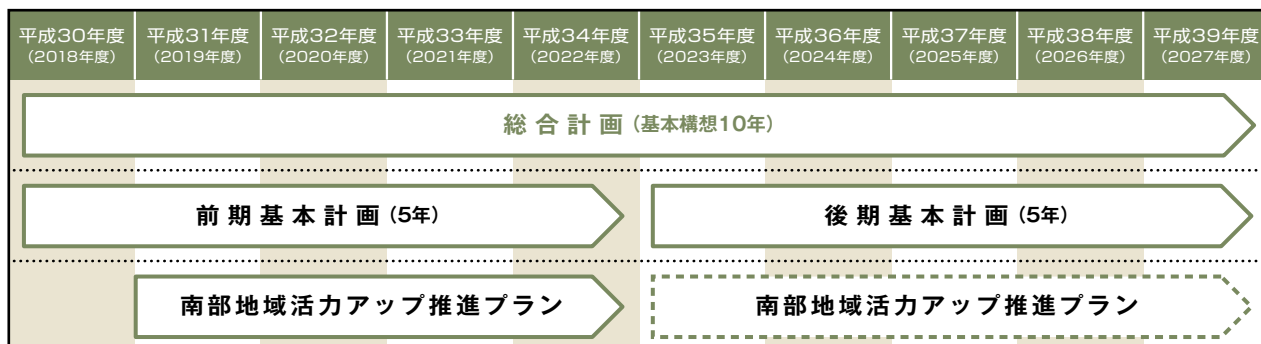 平成30年度 平成31年度 平成32年度 平成33年度 平成34年度 平成35年度 平成36年度 平成37年度 平成38年度 平成39年度
(2018年度) (2019年度) (2020年度) (2021年度) (2022年度) (2023年度) (2024年度) (2025年度) (2026年度) (2027年度)
総合計画(基本構想10年)
前期基本計画(5年) 後期基本計画(5年)
南部地域活力アップ推進プラン 南部地域活力アップ推進プラン